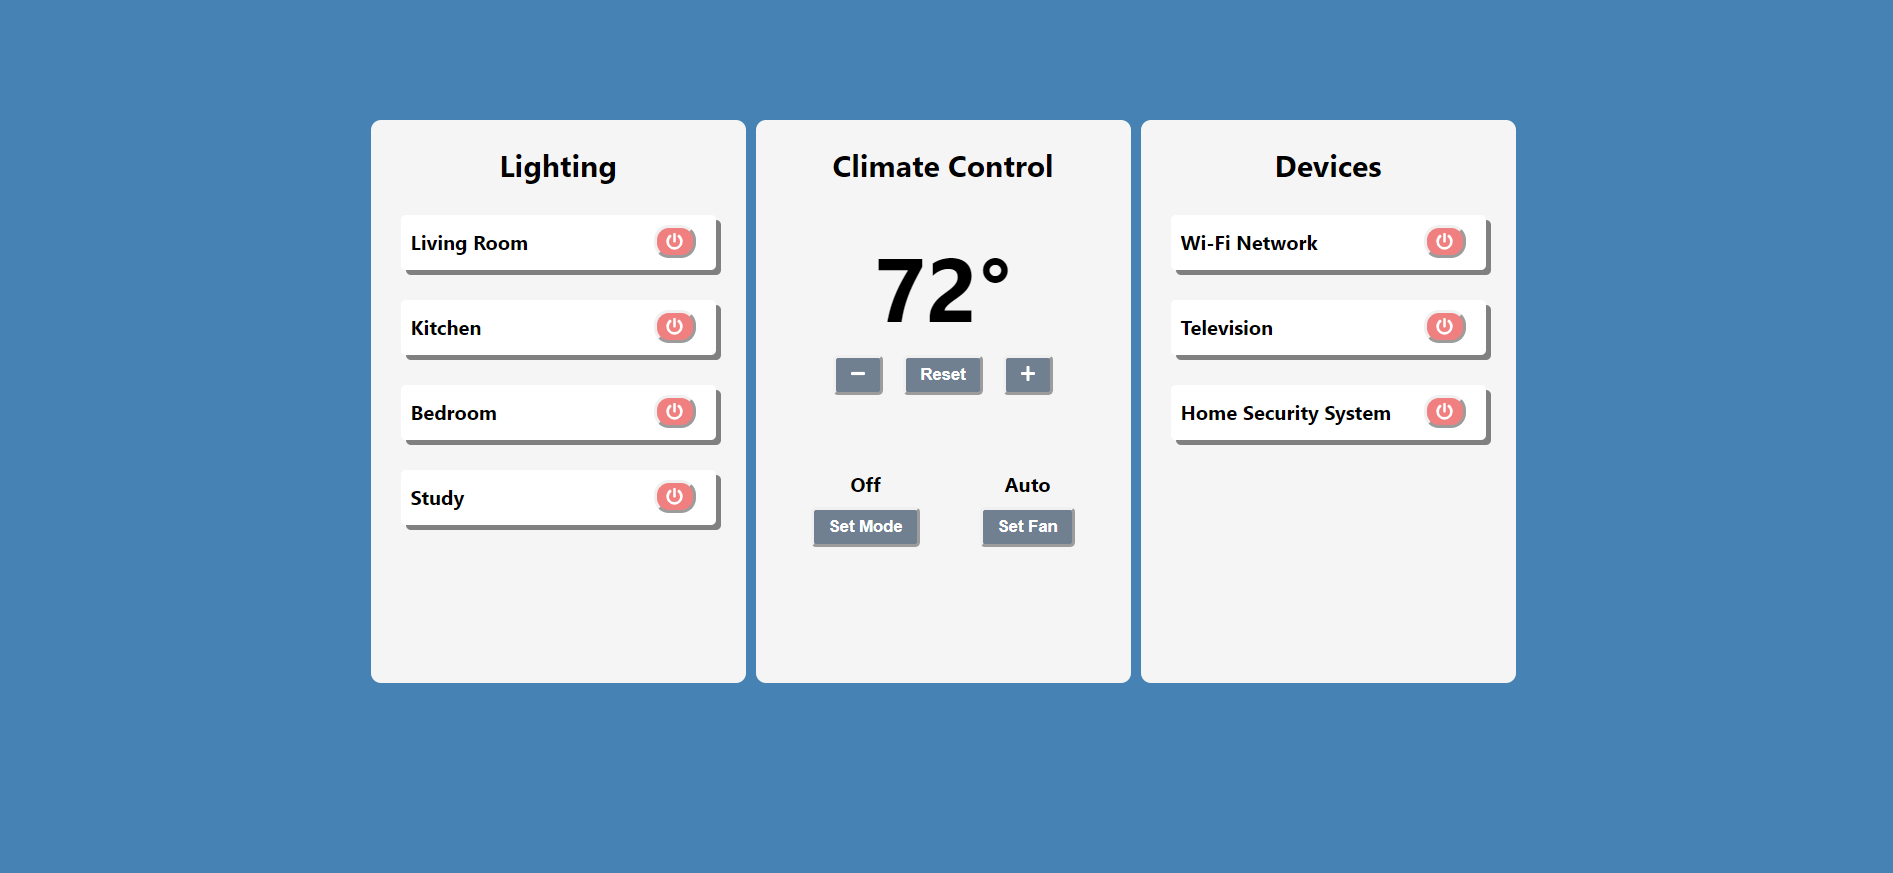 Lighting
Living Room
Kitchen
Bedroom
Study
Climate Control
72°
− Reset +
Off Auto
Set Mode Set Fan
Devices
Wi-Fi Network
Television
Home Security System